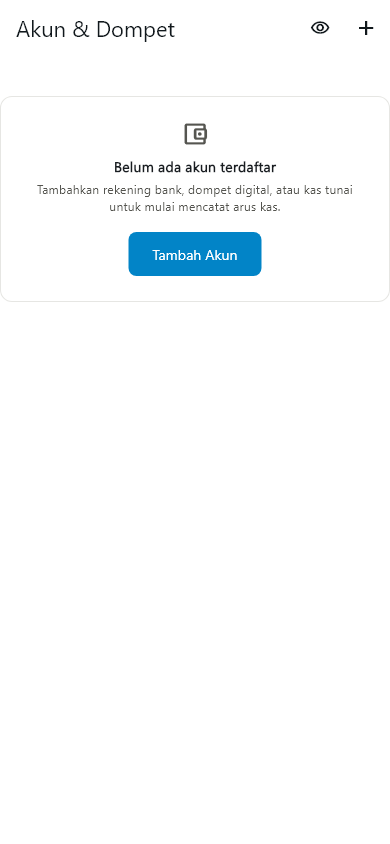 Akun & Dompet
Belum ada akun terdaftar
Tambahkan rekening bank, dompet digital, atau kas tunai
untuk mulai mencatat arus kas.
Tambah Akun